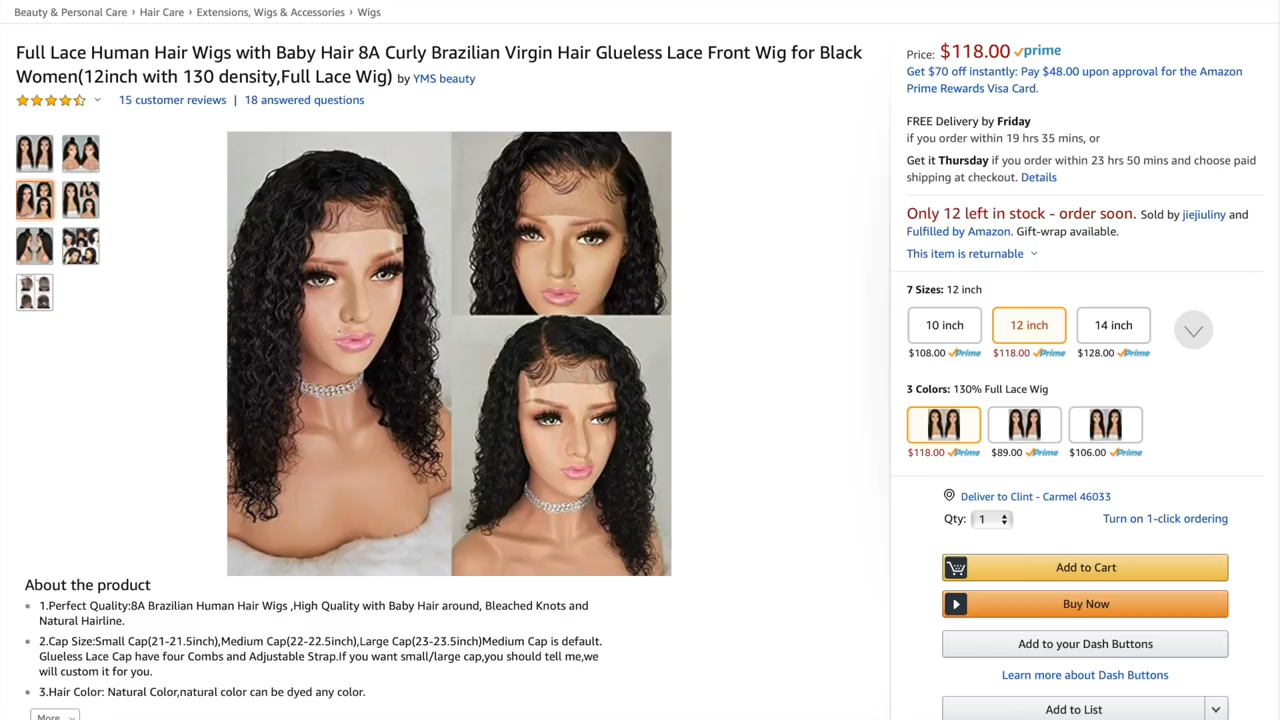 Beauty & Personal Care › Hair Care › Extensions, Wigs & Accessories › Wigs
Full Lace Human Hair Wigs with Baby Hair 8A Curly Brazilian Virgin Hair Glueless Lace Front Wig for Black
Women(12inch with 130 density,Full Lace Wig) by YMS beauty
15 customer reviews | 18 answered questions
Price: $118.00 prime
Get $70 off instantly: Pay $48.00 upon approval for the Amazon
Prime Rewards Visa Card.
FREE Delivery by Friday
if you order within 19 hrs 35 mins, or
Get it Thursday if you order within 23 hrs 50 mins and choose paid
shipping at checkout. Details
Only 12 left in stock - order soon. Sold by jiejiuliny and
Fulfilled by Amazon. Gift-wrap available.
This item is returnable
7 Sizes: 12 inch
10 inch 12 inch 14 inch
$108.00 Prime $118.00 Prime $128.00 Prime
3 Colors: 130% Full Lace Wig
$118.00 Prime $89.00 Prime $106.00 Prime
Deliver to Clint - Carmel 46033
Qty: 1 Turn on 1-click ordering
Add to Cart
Buy Now
Add to your Dash Buttons
Learn more about Dash Buttons
Add to List
About the product
• 1.Perfect Quality:8A Brazilian Human Hair Wigs ,High Quality with Baby Hair around, Bleached Knots and
Natural Hairline.
• 2.Cap Size:Small Cap(21-21.5inch),Medium Cap(22-22.5inch),Large Cap(23-23.5inch)Medium Cap is default.
Glueless Lace Cap have four Combs and Adjustable Strap.If you want small/large cap,you should tell me,we
will custom it for you.
• 3.Hair Color: Natural Color,natural color can be dyed any color.
More